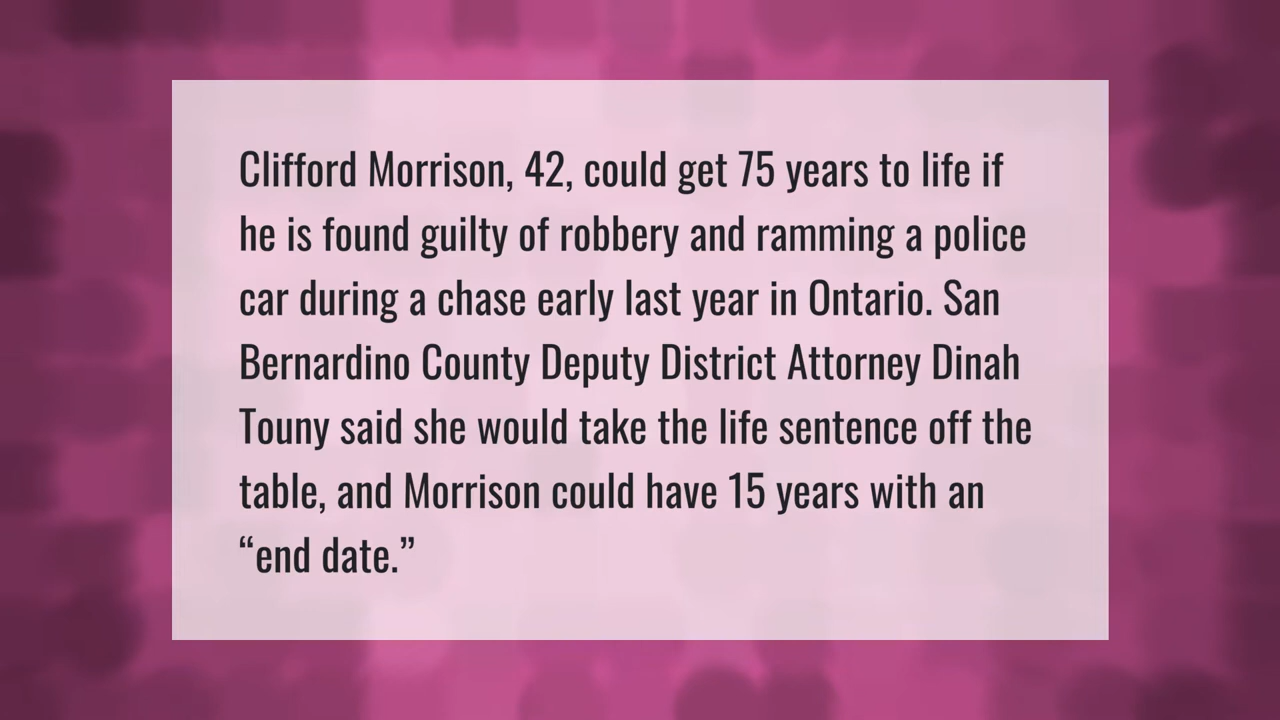 Clifford Morrison, 42, could get 75 years to life if
he is found guilty of robbery and ramming a police
car during a chase early last year in Ontario. San
Bernardino County Deputy District Attorney Dinah
Touny said she would take the life sentence off the
table, and Morrison could have 15 years with an
“end date.”